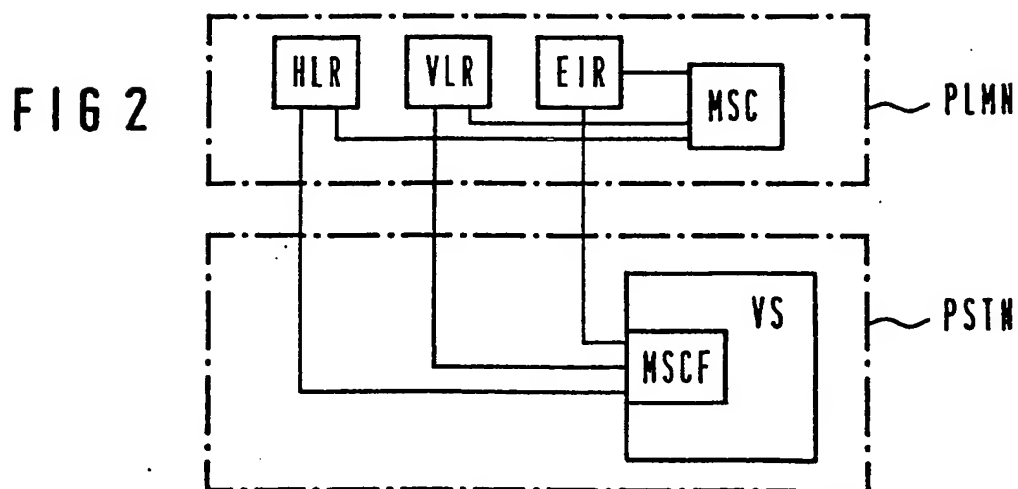 FIG 2
HLR
VLR
EIR
MSC
PLMN
VS
MSCF
PSTN